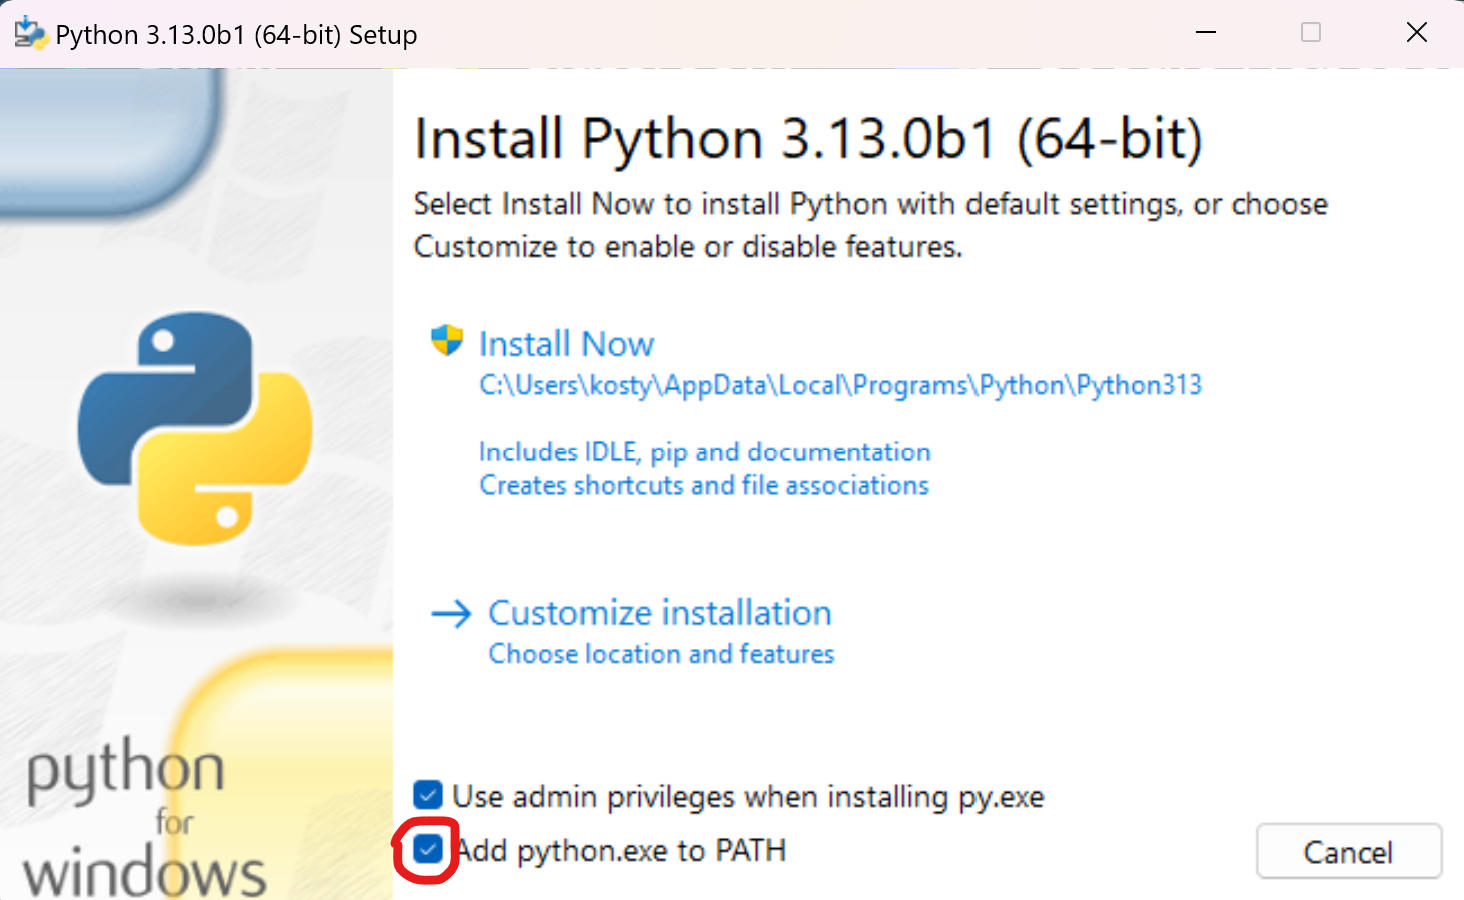 Python 3.13.0b1 (64-bit) Setup
Install Python 3.13.0b1 (64-bit)
Select Install Now to install Python with default settings, or choose
Customize to enable or disable features.
Install Now
C:\Users\kosty\AppData\Local\Programs\Python\Python313
Includes IDLE, pip and documentation
Creates shortcuts and file associations
Customize installation
Choose location and features
Use admin privileges when installing py.exe
Add python.exe to PATH
Cancel
python
for
windows